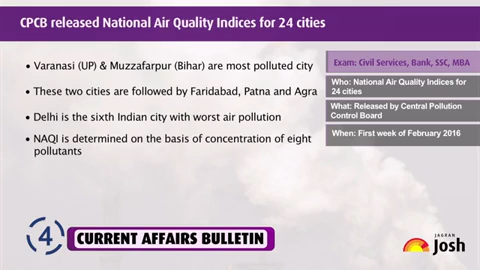 CPCB released National Air Quality Indices for 24 cities
• Varanasi (UP) & Muzzafarpur (Bihar) are most polluted city
• These two cities are followed by Faridabad, Patna and Agra
• Delhi is the sixth Indian city with worst air pollution
• NAQI is determined on the basis of concentration of eight
pollutants
Exam: Civil Services, Bank, SSC, MBA
Who: National Air Quality Indices for
24 cities
What: Released by Central Pollution
Control Board
When: First week of February 2016
4
CURRENT AFFAIRS BULLETIN
JAGRAN
Josh